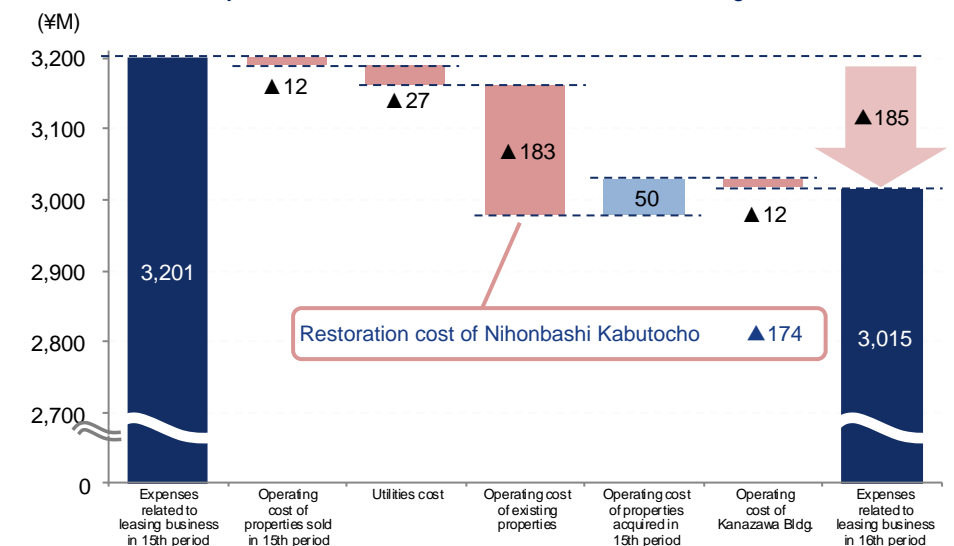 (¥M)
3,200
3,100
3,000
2,900
2,800
2,700
0
3,201
▲12
▲27
▲183
50
▲12
▲185
3,015
Restoration cost of Nihonbashi Kabutocho ▲174
Expenses
related to
leasing business
in 15th period
Operating
cost of
properties sold
in 15th period
Utilities cost
Operating cost
of existing
properties
Operating cost
of properties
acquired in
15th period
Operating
cost of
Kanazawa Bldg.
Expenses
related to
leasing business
in 16th period